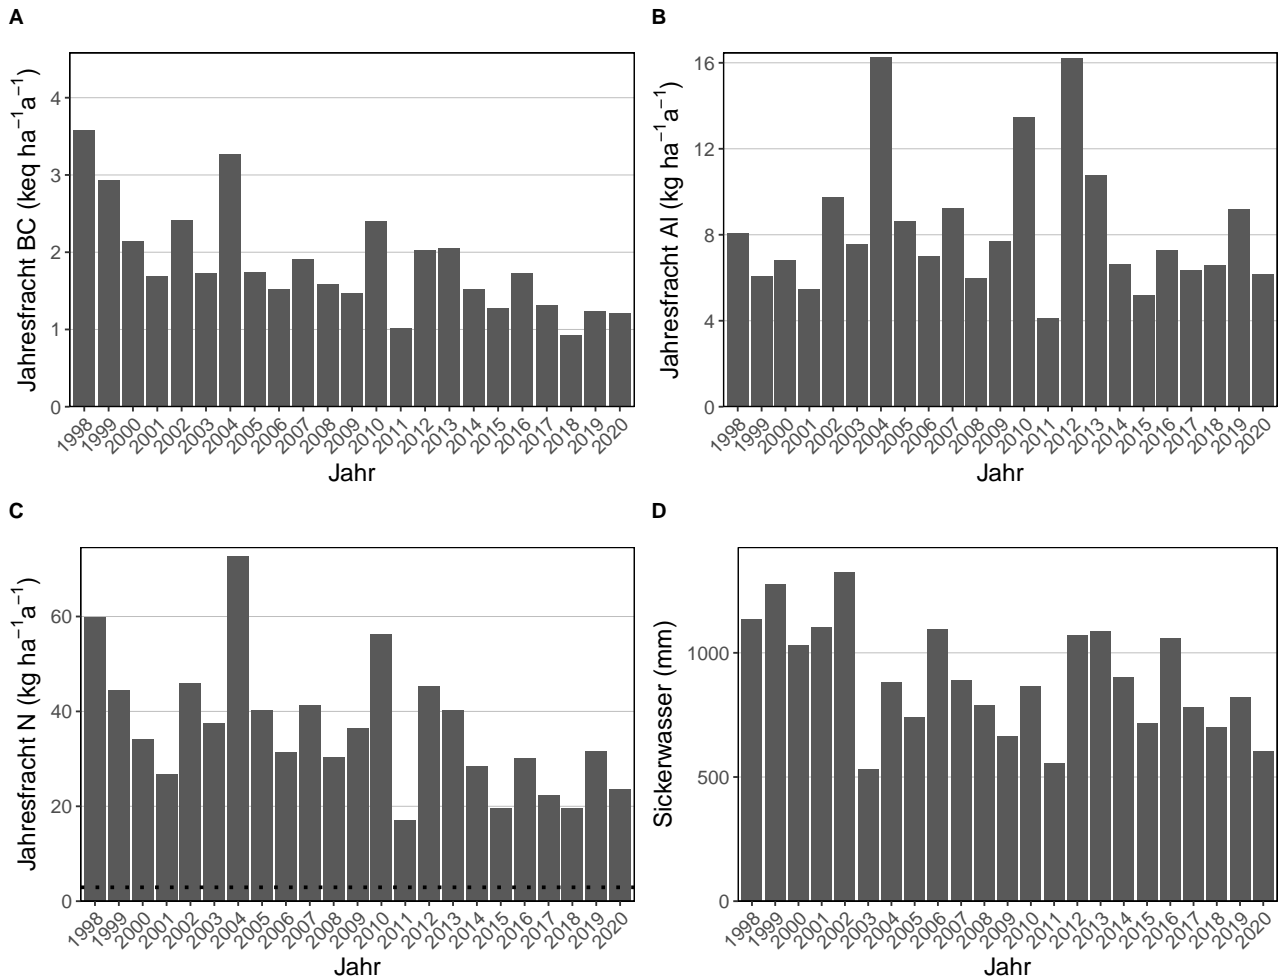 A
Jahresfracht BC (keq ha⁻¹a⁻¹)
4
3
2
1
0
1998 1999 2000 2001 2002 2003 2004 2005 2006 2007 2008 2009 2010 2011 2012 2013 2014 2015 2016 2017 2018 2019 2020
Jahr
B
Jahresfracht Al (kg ha⁻¹a⁻¹)
16
12
8
4
0
1998 1999 2000 2001 2002 2003 2004 2005 2006 2007 2008 2009 2010 2011 2012 2013 2014 2015 2016 2017 2018 2019 2020
Jahr
C
Jahresfracht N (kg ha⁻¹a⁻¹)
60
40
20
0
1998 1999 2000 2001 2002 2003 2004 2005 2006 2007 2008 2009 2010 2011 2012 2013 2014 2015 2016 2017 2018 2019 2020
Jahr
D
Sickerwasser (mm)
1000
500
0
1998 1999 2000 2001 2002 2003 2004 2005 2006 2007 2008 2009 2010 2011 2012 2013 2014 2015 2016 2017 2018 2019 2020
Jahr